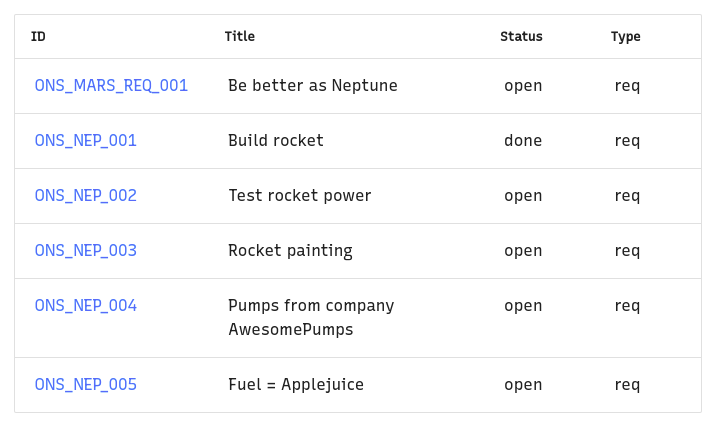 ID Title Status Type
ONS_MARS_REQ_001 Be better as Neptune open req
ONS_NEP_001 Build rocket done req
ONS_NEP_002 Test rocket power open req
ONS_NEP_003 Rocket painting open req
ONS_NEP_004 Pumps from company open req
AwesomePumps
ONS_NEP_005 Fuel = Applejuice open req